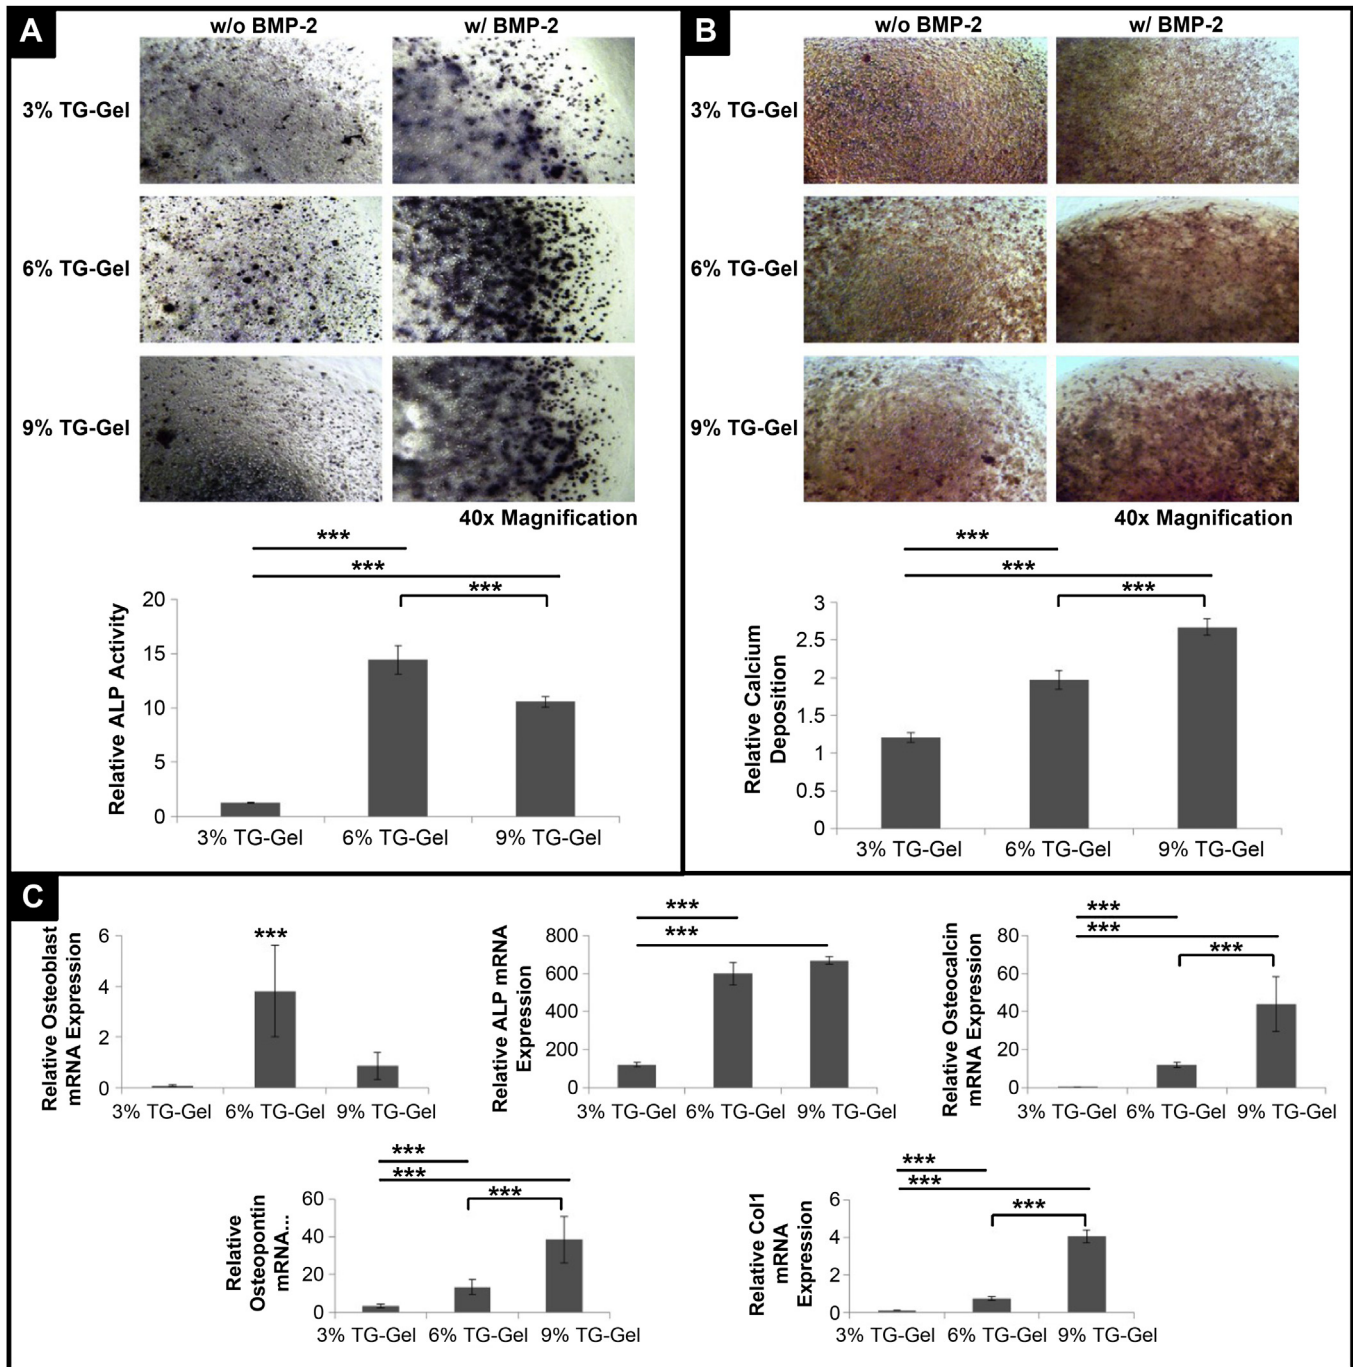 A
w/o BMP-2
w/ BMP-2
3% TG-Gel
6% TG-Gel
9% TG-Gel
40x Magnification
***
***
***
Relative ALP Activity
20
15
10
5
0
3% TG-Gel
6% TG-Gel
9% TG-Gel
B
w/o BMP-2
w/ BMP-2
3% TG-Gel
6% TG-Gel
9% TG-Gel
40x Magnification
***
***
***
Relative Calcium
Deposition
3
2.5
2
1.5
1
0.5
0
3% TG-Gel
6% TG-Gel
9% TG-Gel
C
Relative Osteoblast
mRNA Expression
6
4
2
0
***
3% TG-Gel
6% TG-Gel
9% TG-Gel
Relative ALP mRNA
Expression
***
***
800
600
400
200
0
3% TG-Gel
6% TG-Gel
9% TG-Gel
Relative Osteocalcin
mRNA Expression
***
***
***
80
60
40
20
0
3% TG-Gel
6% TG-Gel
9% TG-Gel
Relative
Osteopontin
mRNA...
***
***
***
60
40
20
0
3% TG-Gel
6% TG-Gel
9% TG-Gel
Relative Col1
mRNA
Expression
***
***
***
6
4
2
0
3% TG-Gel
6% TG-Gel
9% TG-Gel